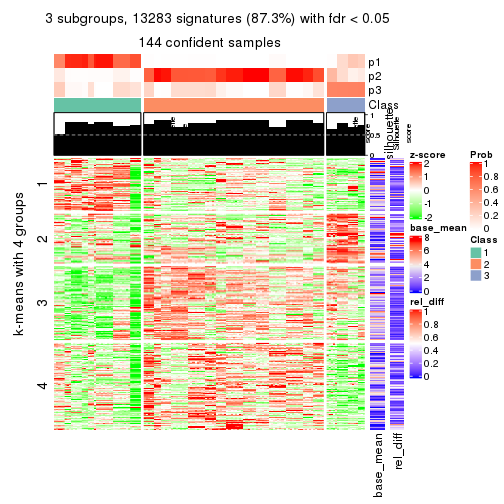 3 subgroups, 13283 signatures (87.3%) with fdr < 0.05
144 confident samples
p1
p2
p3
Class
1
0.5
0
silhouette
score
k-means with 4 groups
1
2
3
4
base_mean
rel_diff
z-score
2
1
0
-1
-2
base_mean
8
6
4
2
0
rel_diff
1
0.8
0.6
0.4
0.2
0
Prob
1
0.8
0.6
0.4
0.2
0
Class
1
2
3